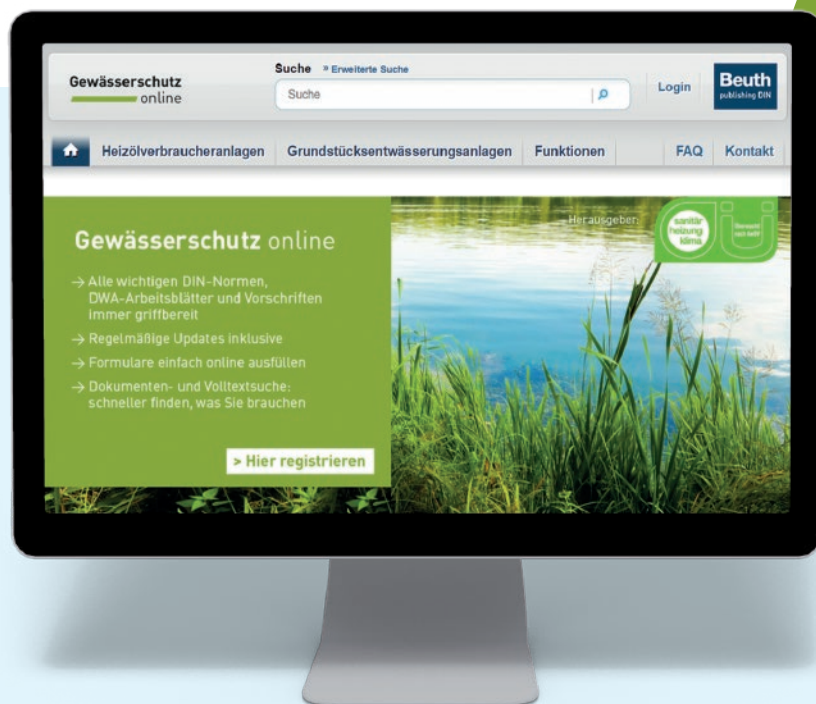 Suche » Erweiterte Suche
Gewässerschutz
online
Suche
Login
Beuth
publishing DIN
Heizölverbraucheranlagen Grundstücksentwässerungsanlagen Funktionen FAQ Kontakt
Herausgeber:
sanitär
heizung
klima
Gewässerschutz online
→ Alle wichtigen DIN-Normen,
DWA-Arbeitsblätter und Vorschriften
immer griffbereit
→ Regelmäßige Updates inklusive
→ Formulare einfach online ausfüllen
→ Dokumenten- und Volltextsuche:
schneller finden, was Sie brauchen
> Hier registrieren